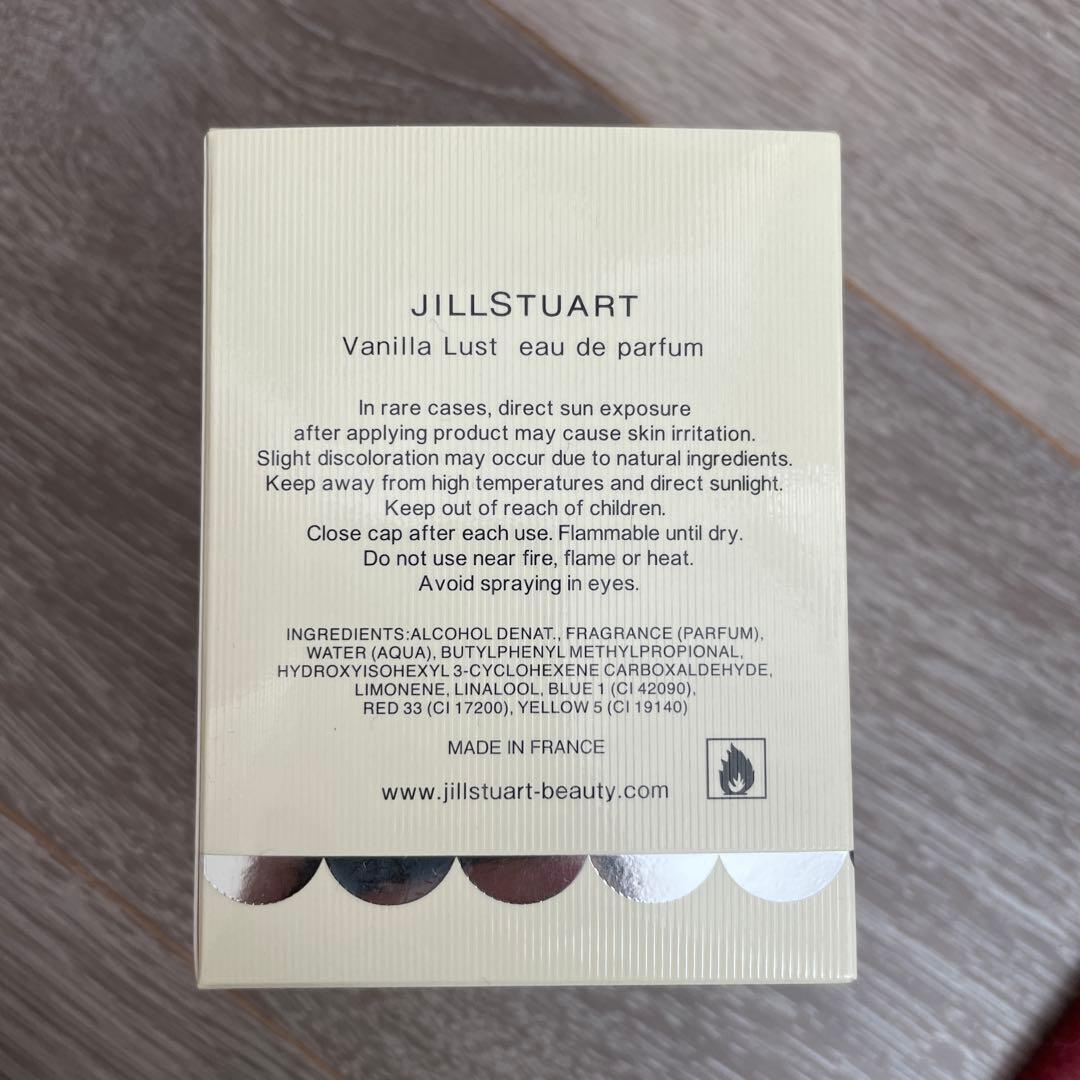 JILLSTUART
Vanilla Lust eau de parfum
In rare cases, direct sun exposure
after applying product may cause skin irritation.
Slight discoloration may occur due to natural ingredients.
Keep away from high temperatures and direct sunlight.
Keep out of reach of children.
Close cap after each use. Flammable until dry.
Do not use near fire, flame or heat.
Avoid spraying in eyes.
INGREDIENTS:ALCOHOL DENAT., FRAGRANCE (PARFUM),
WATER (AQUA), BUTYLPHENYL METHYLPROPIONAL,
HYDROXYISOHEXYL 3-CYCLOHEXENE CARBOXALDEHYDE,
LIMONENE, LINALOOL, BLUE 1 (CI 42090),
RED 33 (CI 17200), YELLOW 5 (CI 19140)
MADE IN FRANCE
www.jillstuart-beauty.com